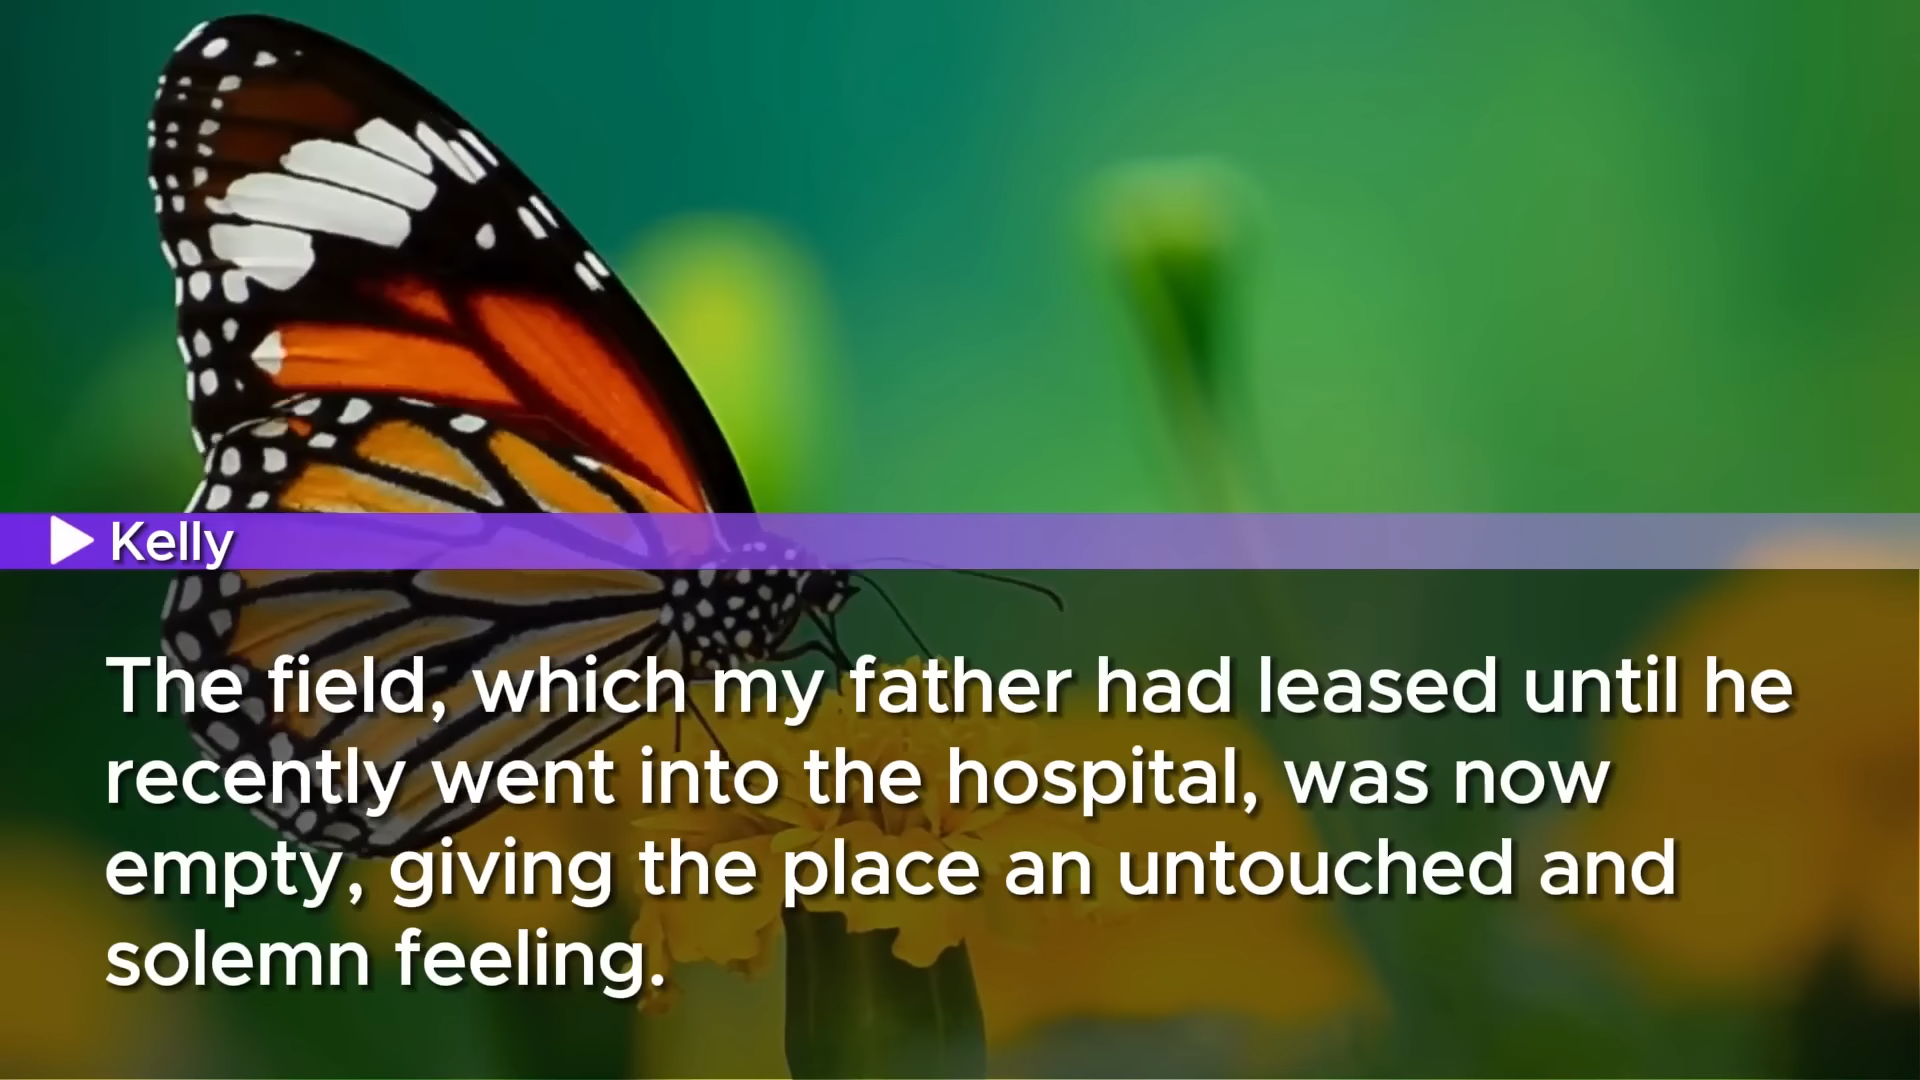 Kelly
The field, which my father had leased until he
recently went into the hospital, was now
empty, giving the place an untouched and
solemn feeling.